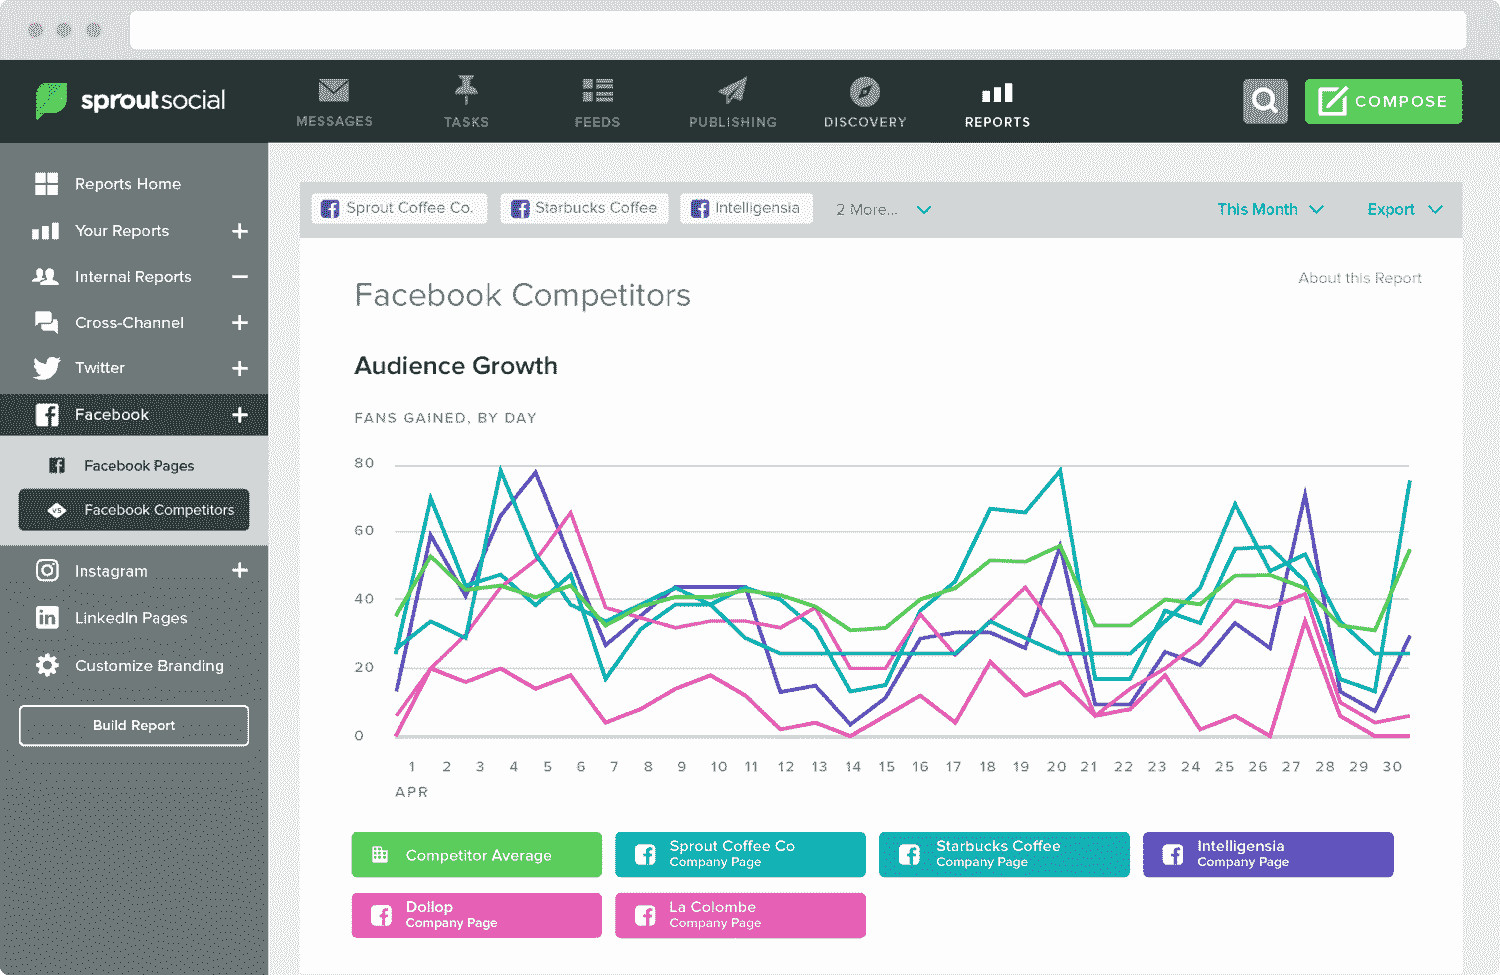 sproutsocial
MESSAGES
TASKS
FEEDS
PUBLISHING
DISCOVERY
REPORTS
COMPOSE
Reports Home
Your Reports
Internal Reports
Cross-Channel
Twitter
Facebook
Facebook Pages
VS Facebook Competitors
Instagram
LinkedIn Pages
Customize Branding
Build Report
Sprout Coffee Co.
Starbucks Coffee
Intelligensia
2 More...
This Month
Export
About this Report
Facebook Competitors
Audience Growth
FANS GAINED, BY DAY
80
60
40
20
0
1 2 3 4 5 6 7 8 9 10 11 12 13 14 15 16 17 18 19 20 21 22 23 24 25 26 27 28 29 30
APR
Competitor Average
Sprout Coffee Co
Company Page
Starbucks Coffee
Company Page
Intelligensia
Company Page
Dollop
Company Page
La Colombe
Company Page